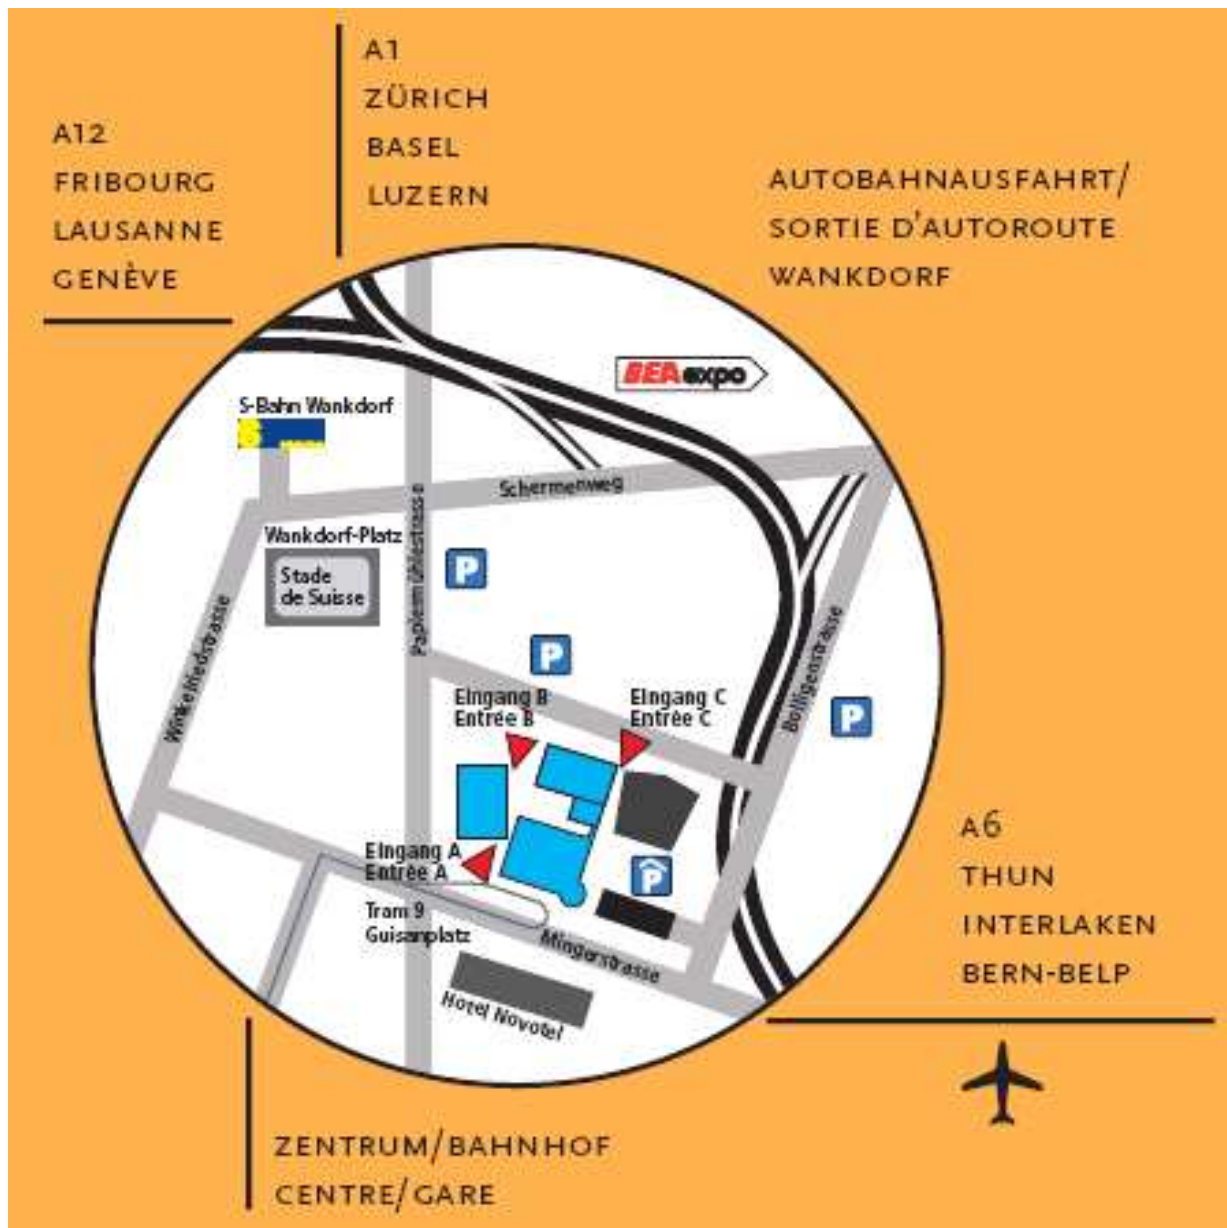 A1
ZÜRICH
BASEL
LUZERN
A12
FRIBOURG
LAUSANNE
GENÈVE
AUTOBAHNAUSFAHRT/
SORTIE D'AUTOROUTE
WANKDORF
BEA expo
S-Bahn Wankdorf
S
Schermenweg
Wankdorf-Platz
Stade
de Suisse
Papiermühlestrasse
P
P
Winkelriedstrasse
Bolligenstrasse
P
Eingang B
Entrée B
Eingang C
Entrée C
Eingang A
Entrée A
P
Tram 9
Guisanplatz
Mingerstrasse
Hotel Novotel
A6
THUN
INTERLAKEN
BERN-BELP
ZENTRUM/BAHNHOF
CENTRE/GARE